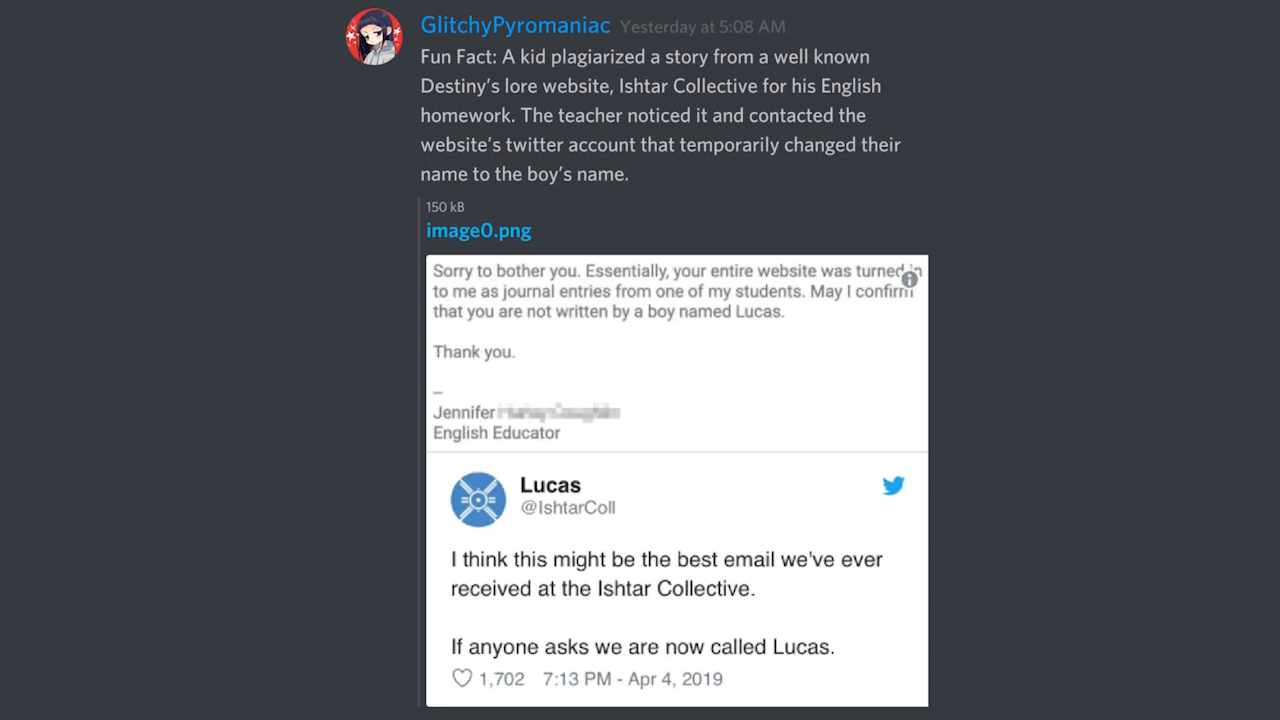 GlitchyPyromaniac Yesterday at 5:08 AM
Fun Fact: A kid plagiarized a story from a well known
Destiny's lore website, Ishtar Collective for his English
homework. The teacher noticed it and contacted the
website's twitter account that temporarily changed their
name to the boy's name.
150 kB
image0.png
Sorry to bother you. Essentially, your entire website was turned in
to me as journal entries from one of my students. May I confirm
that you are not written by a boy named Lucas.
Thank you.
–
Jennifer
English Educator
Lucas
@IshtarColl
I think this might be the best email we've ever
received at the Ishtar Collective.
If anyone asks we are now called Lucas.
1,702 7:13 PM - Apr 4, 2019